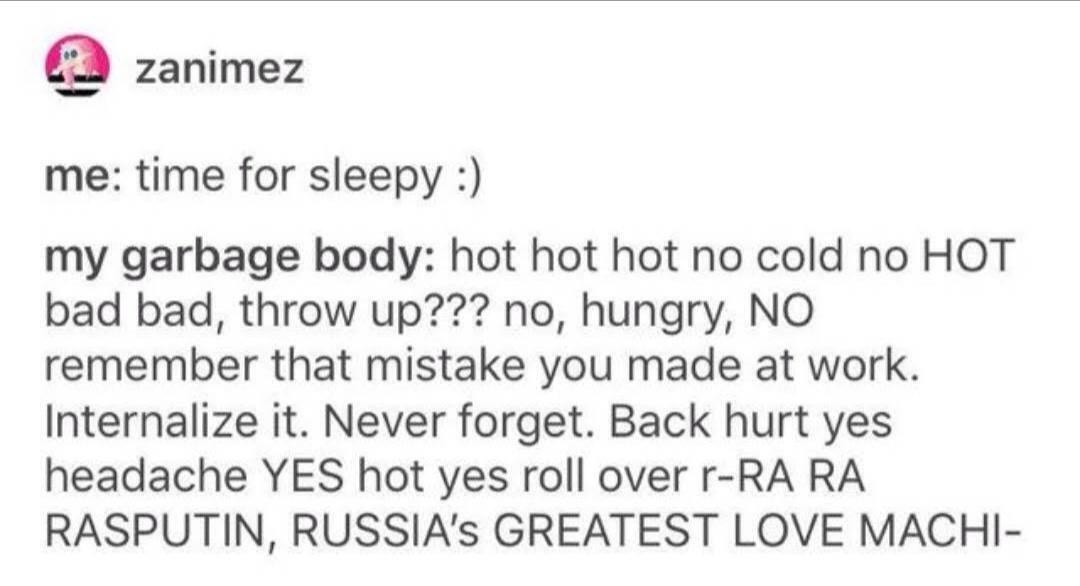 zanimez
me: time for sleepy :)
my garbage body: hot hot hot no cold no HOT
bad bad, throw up??? no, hungry, NO
remember that mistake you made at work.
Internalize it. Never forget. Back hurt yes
headache YES hot yes roll over r-RA RA
RASPUTIN, RUSSIA's GREATEST LOVE MACHI-